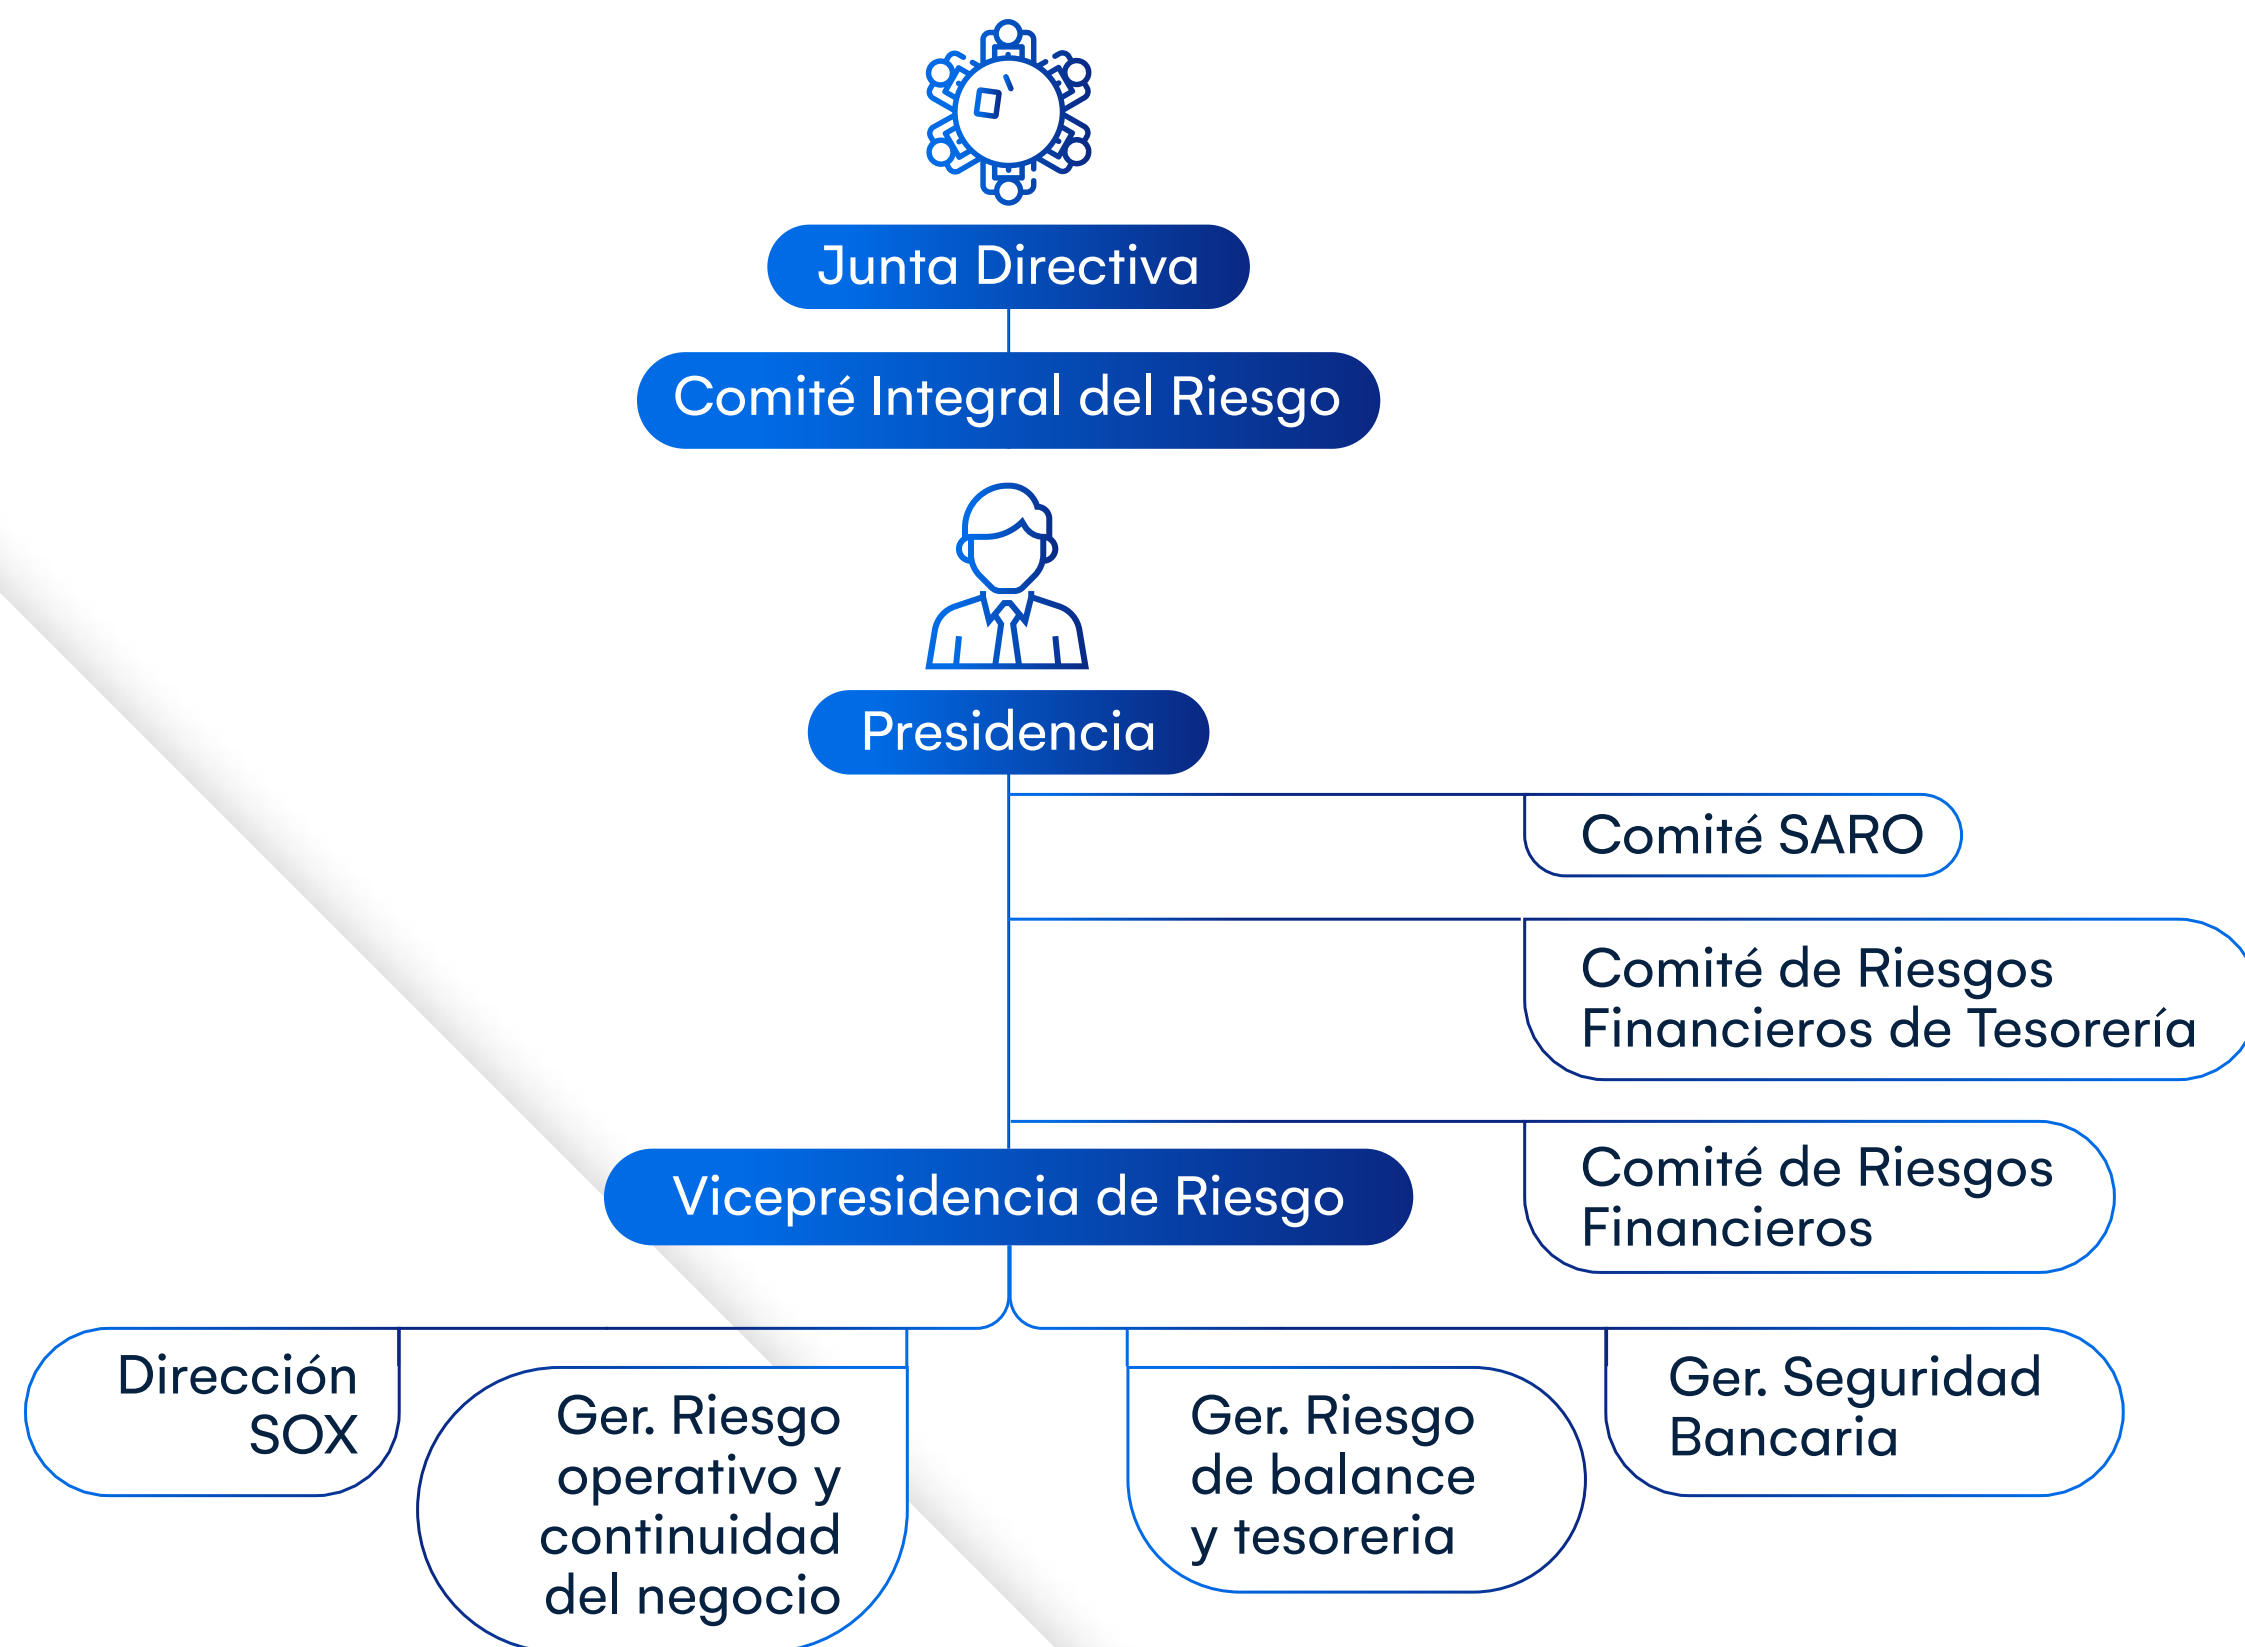 Junta Directiva
Comité Integral del Riesgo
Presidencia
Comité SARO
Comité de Riesgos
Financieros de Tesorería
Comité de Riesgos
Financieros
Vicepresidencia de Riesgo
Dirección
SOX
Ger. Riesgo
operativo y
continuidad
del negocio
Ger. Riesgo
de balance
y tesoreria
Ger. Seguridad
Bancaria